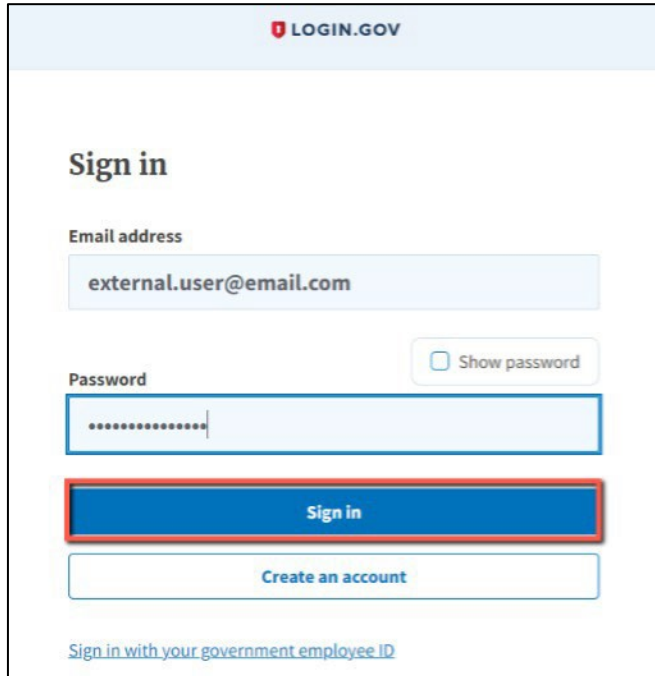 LOGIN.GOV
Sign in
Email address
external.user@email.com
Show password
Password
•••••••••••••••
Sign in
Create an account
Sign in with your government employee ID